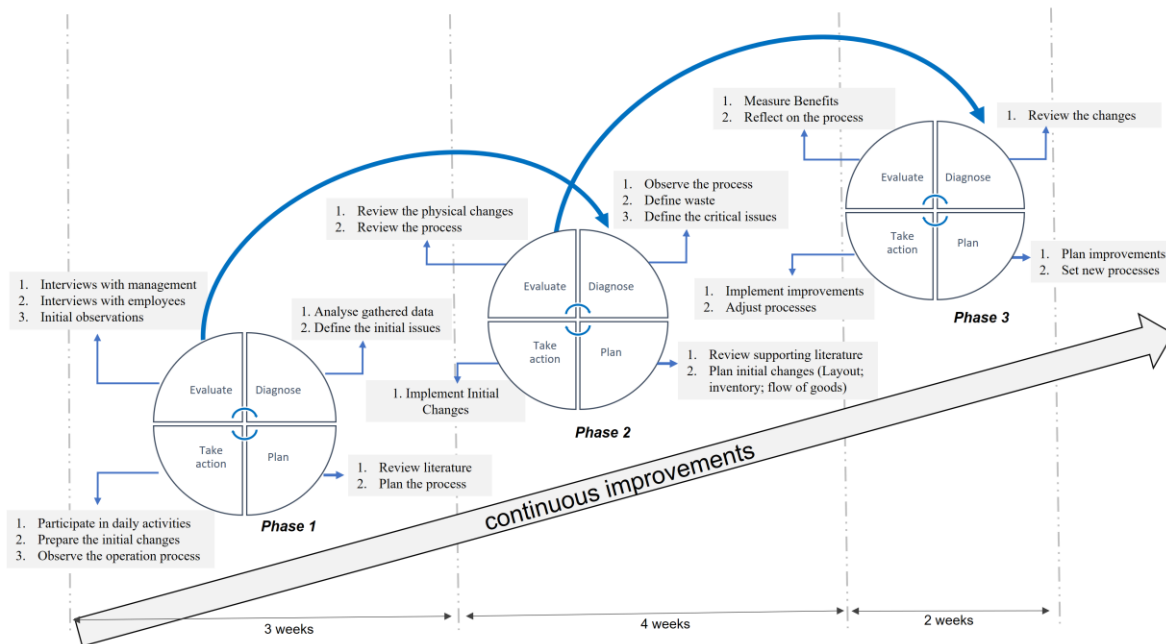 1. Measure Benefits
2. Reflect on the process
1. Review the changes
Evaluate
Diagnose
Take action
Plan
1. Implement improvements
2. Adjust processes
1. Plan improvements
2. Set new processes
Phase 3
1. Review the physical changes
2. Review the process
1. Observe the process
2. Define waste
3. Define the critical issues
Evaluate
Diagnose
Take action
Plan
1. Implement Initial
Changes
1. Review supporting literature
2. Plan initial changes (Layout;
inventory; flow of goods)
Phase 2
1. Interviews with management
2. Interviews with employees
3. Initial observations
1. Analyse gathered data
2. Define the initial issues
Evaluate
Diagnose
Take action
Plan
1. Participate in daily activities
2. Prepare the initial changes
3. Observe the operation process
1. Review literature
2. Plan the process
Phase 1
continuous improvements
3 weeks
4 weeks
2 weeks